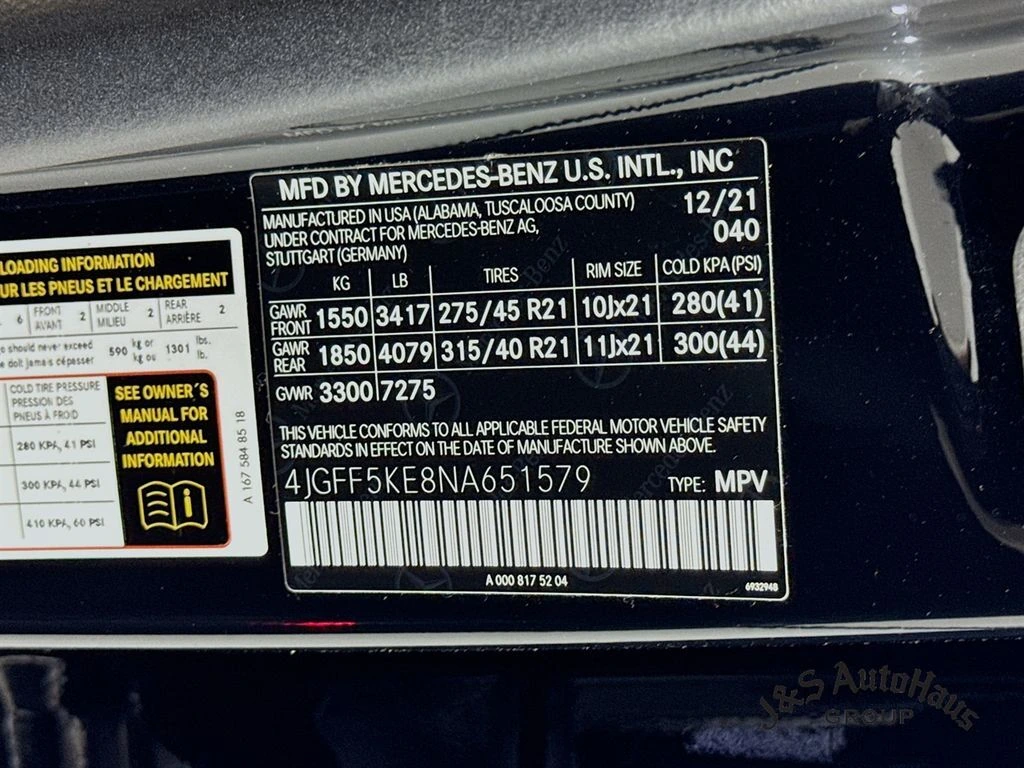 MFD BY MERCEDES-BENZ U.S. INTL., INC
MANUFACTURED IN USA (ALABAMA, TUSCALOOSA COUNTY) 12/21
UNDER CONTRACT FOR MERCEDES-BENZ AG, 040
STUTTGART (GERMANY)
KG LB TIRES RIM SIZE COLD KPA (PSI)
GAWR FRONT 1550 3417 275/45 R21 10Jx21 280(41)
GAWR REAR 1850 4079 315/40 R21 11Jx21 300(44)
GWR 3300 7275
THIS VEHICLE CONFORMS TO ALL APPLICABLE FEDERAL MOTOR VEHICLE SAFETY
STANDARDS IN EFFECT ON THE DATE OF MANUFACTURE SHOWN ABOVE.
4JGFF5KE8NA651579 TYPE: MPV
A 000 817 52 04
6932948
LOADING INFORMATION
UR LES PNEUS ET LE CHARGEMENT
6 FRONT AVANT 2 MIDDLE MILIEU 2 REAR ARRIÈRE 2
should never exceed 590 kg or 1301 lbs.
doit jamais dépasser kg ou lb.
COLD TIRE PRESSURE
PRESSION DES
PNEUS À FROID
280 KPA, 41 PSI
300 KPA, 44 PSI
410 KPA, 60 PSI
SEE OWNER´S
MANUAL FOR
ADDITIONAL
INFORMATION
A 167 584 85 18
J&S AutoHaus
GROUP